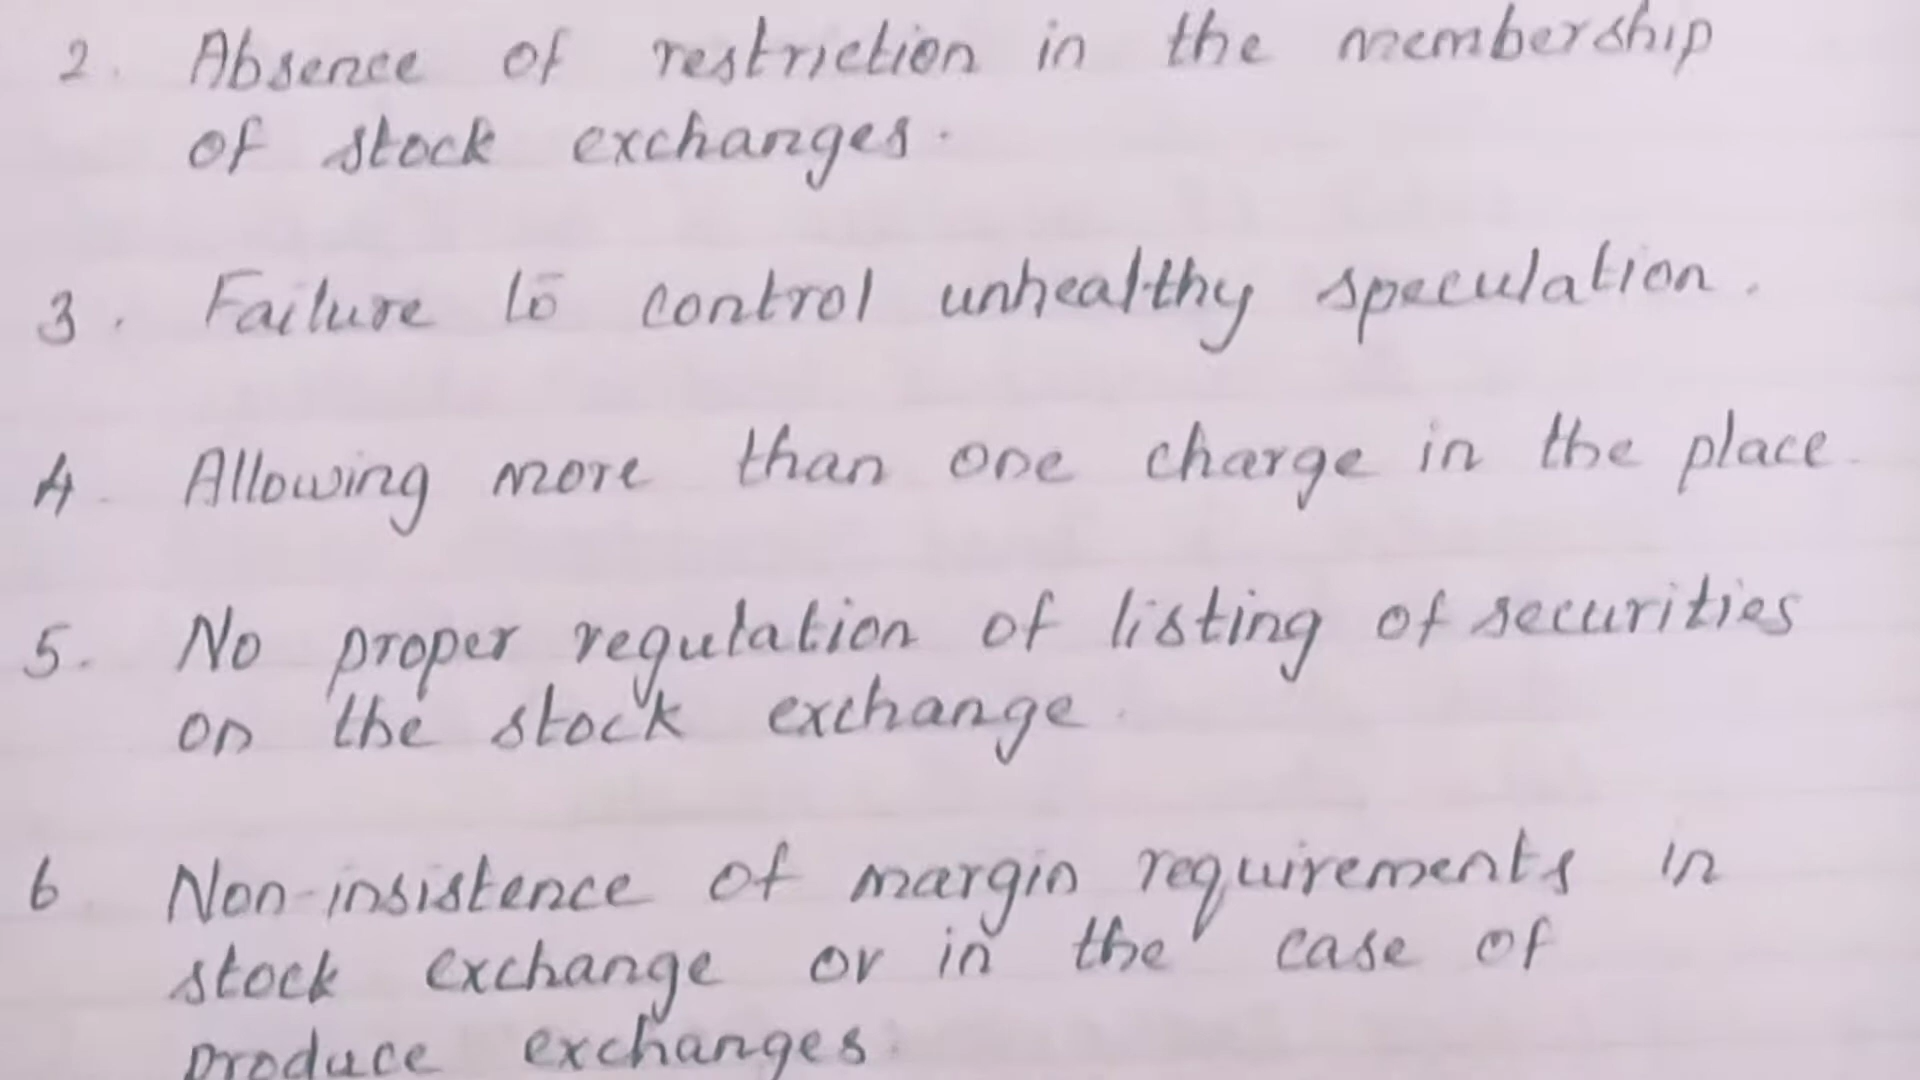 2. Absence of restriction in the membership
of stock exchanges.
3. Failure to control unhealthy speculation.
4. Allowing more than one charge in the place.
5. No proper regulation of listing of securities
on the stock exchange.
6. Non-insistence of margin requirements in
stock exchange or in the case of
produce exchanges.